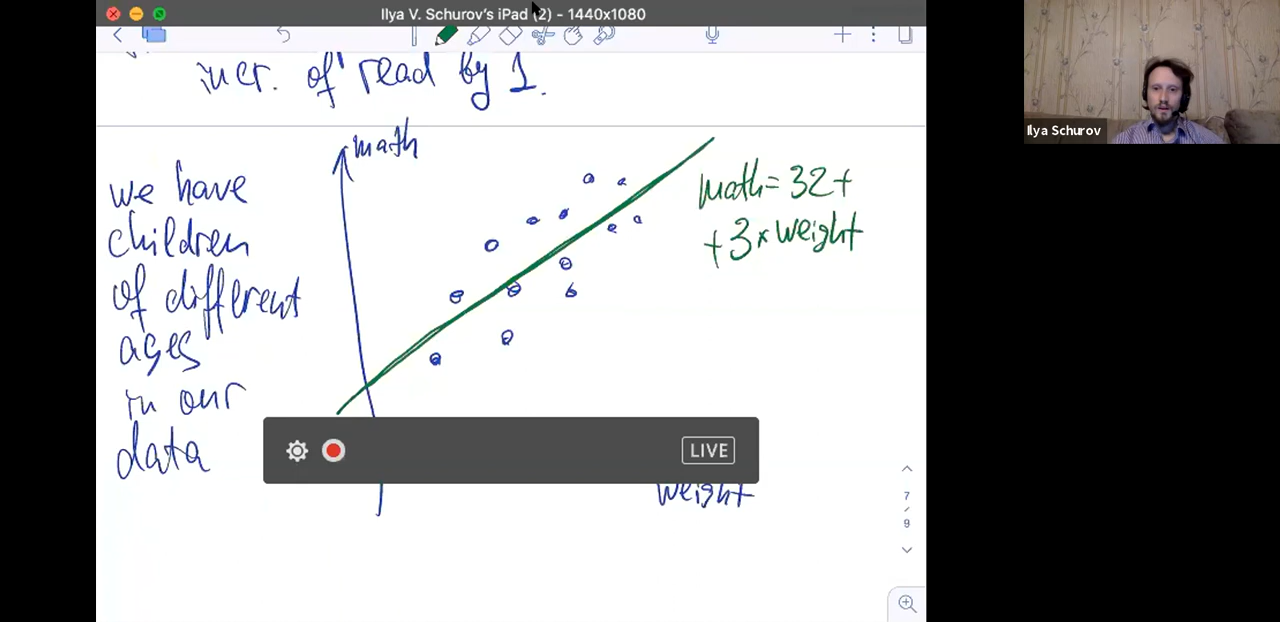 Ilya V. Schurov's iPad (2) - 1440x1080
Ilya Schurov
incr. of read by 1.
math
we have
children
of different
ages
in our
data
math = 32 +
+ 3 × weight
LIVE
weight
7
/
9